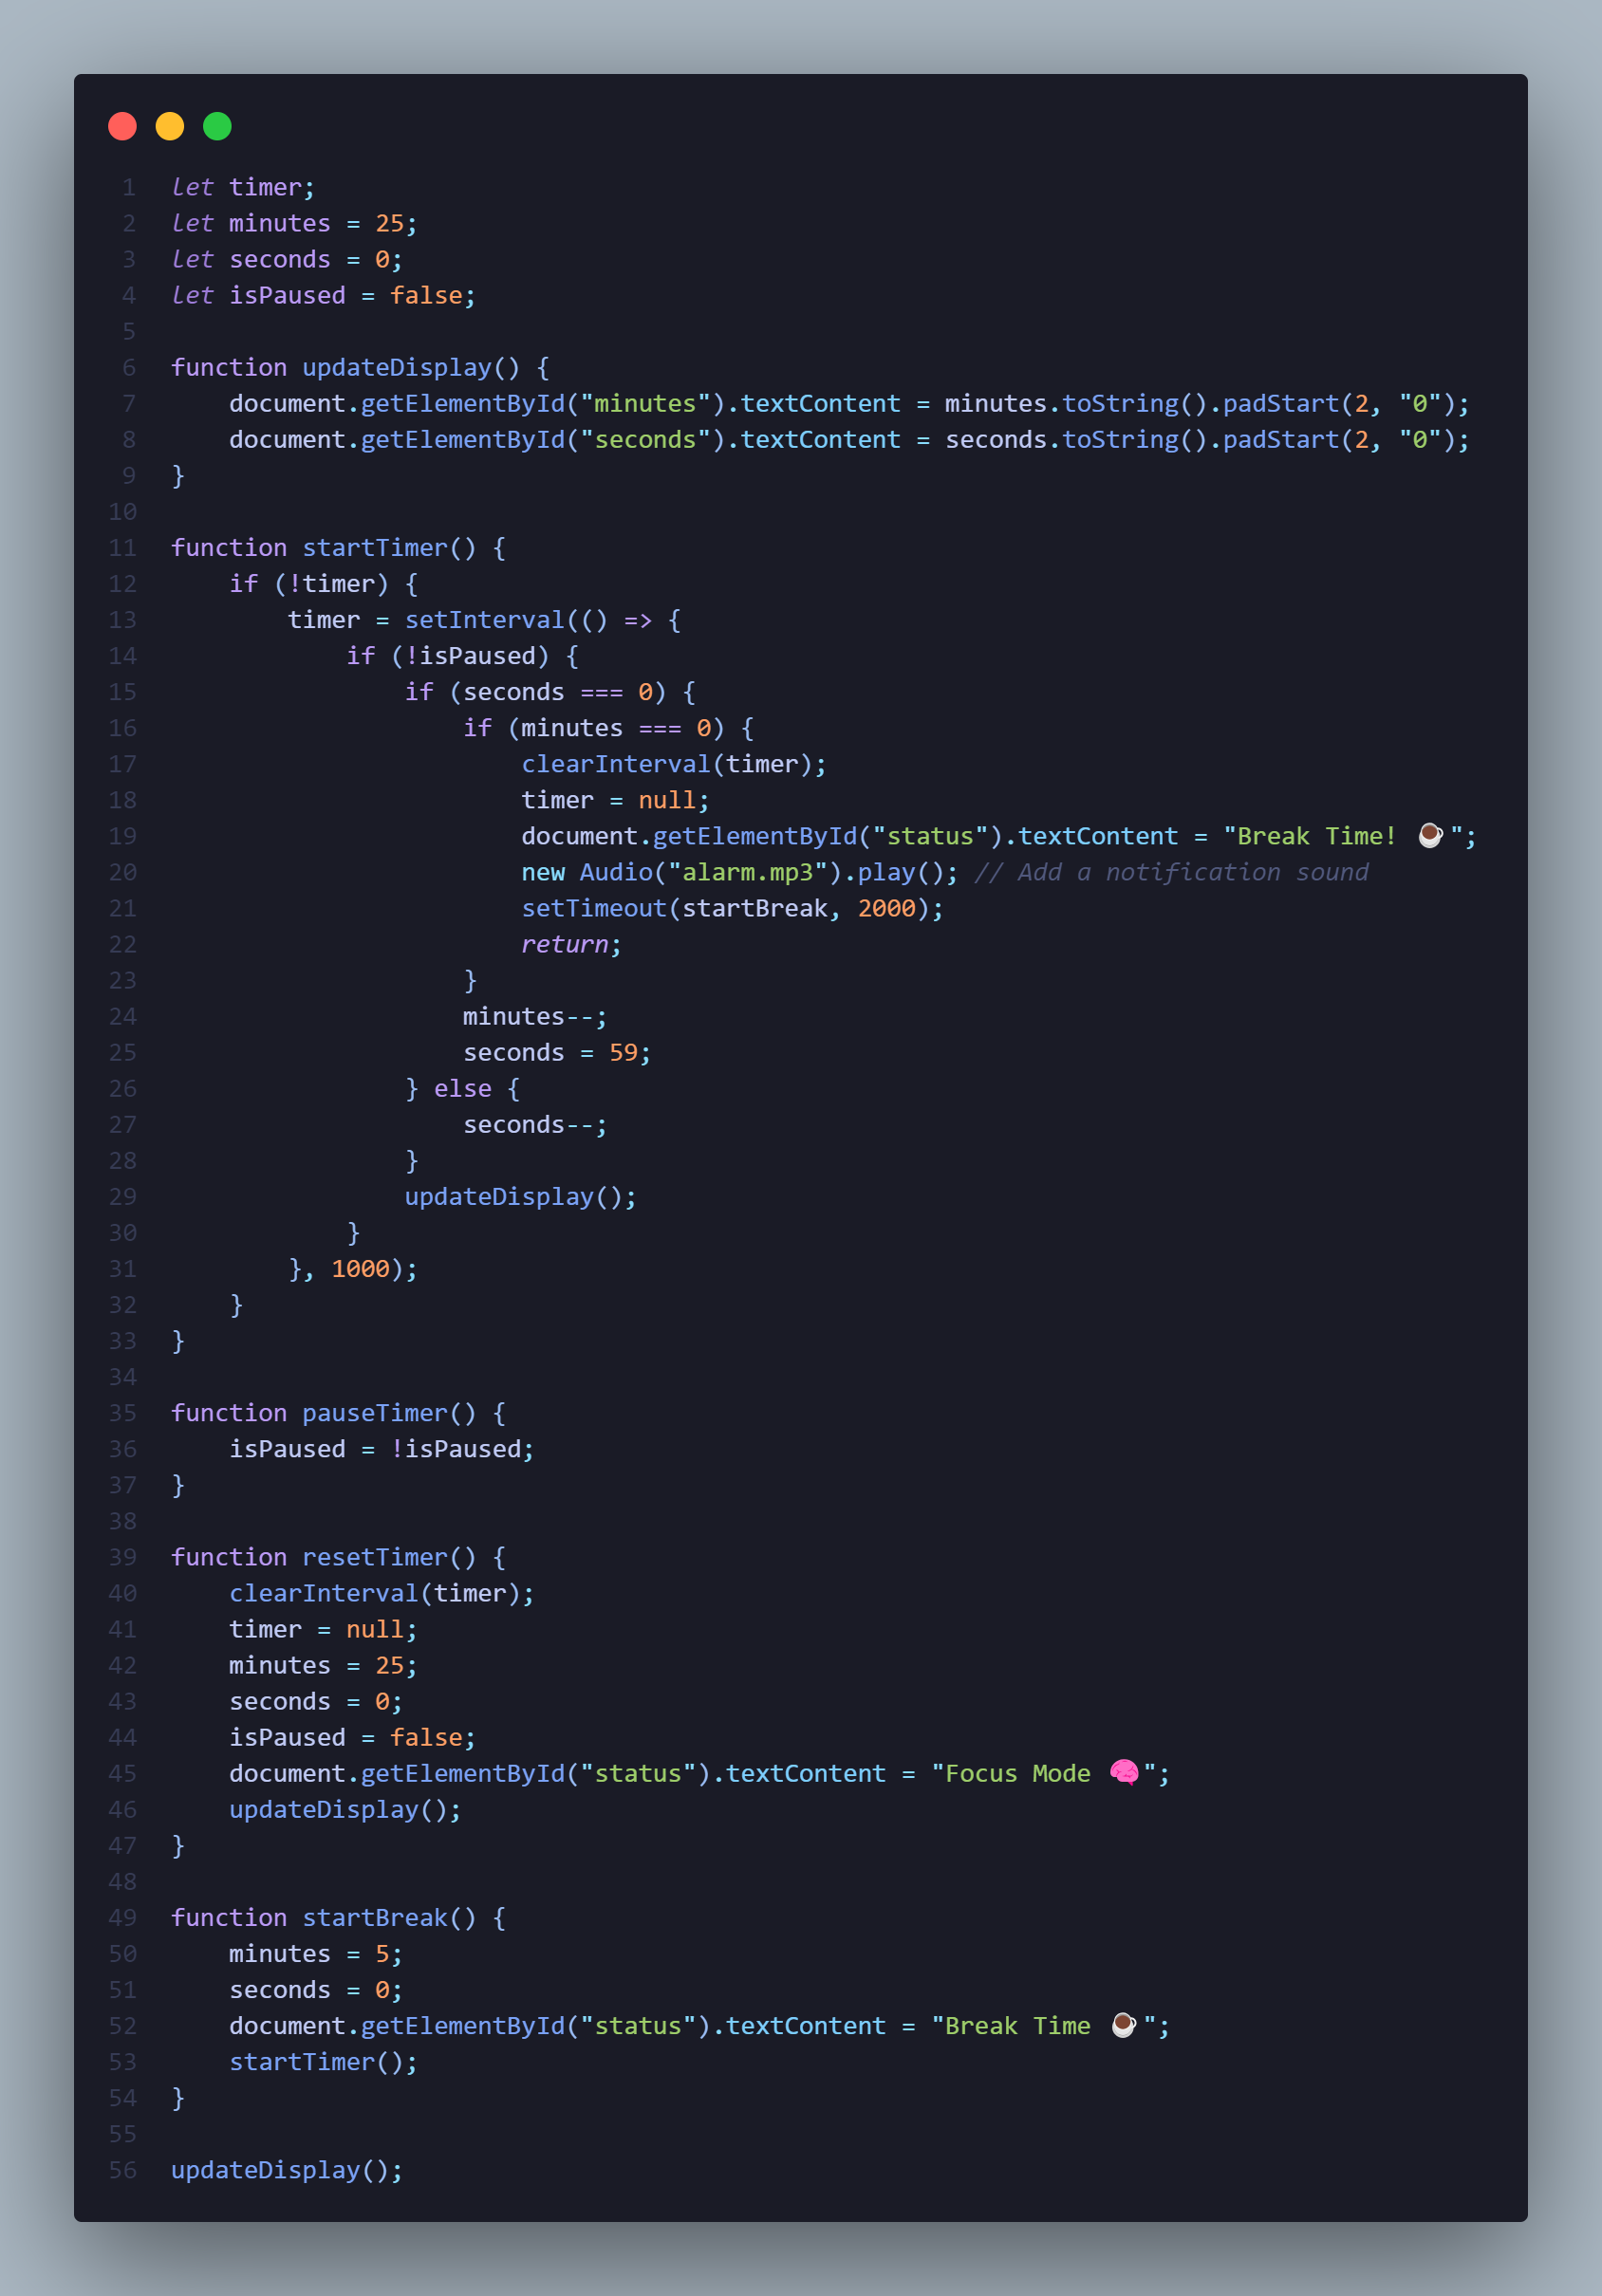 1 let timer;
2 let minutes = 25;
3 let seconds = 0;
4 let isPaused = false;
5
6 function updateDisplay() {
7     document.getElementById("minutes").textContent = minutes.toString().padStart(2, "0");
8     document.getElementById("seconds").textContent = seconds.toString().padStart(2, "0");
9 }
10
11 function startTimer() {
12     if (!timer) {
13         timer = setInterval(() => {
14             if (!isPaused) {
15                 if (seconds === 0) {
16                     if (minutes === 0) {
17                         clearInterval(timer);
18                         timer = null;
19                         document.getElementById("status").textContent = "Break Time! ☕";
20                         new Audio("alarm.mp3").play(); // Add a notification sound
21                         setTimeout(startBreak, 2000);
22                         return;
23                     }
24                     minutes--;
25                     seconds = 59;
26                 } else {
27                     seconds--;
28                 }
29                 updateDisplay();
30             }
31         }, 1000);
32     }
33 }
34
35 function pauseTimer() {
36     isPaused = !isPaused;
37 }
38
39 function resetTimer() {
40     clearInterval(timer);
41     timer = null;
42     minutes = 25;
43     seconds = 0;
44     isPaused = false;
45     document.getElementById("status").textContent = "Focus Mode 🧠";
46     updateDisplay();
47 }
48
49 function startBreak() {
50     minutes = 5;
51     seconds = 0;
52     document.getElementById("status").textContent = "Break Time ☕";
53     startTimer();
54 }
55
56 updateDisplay();